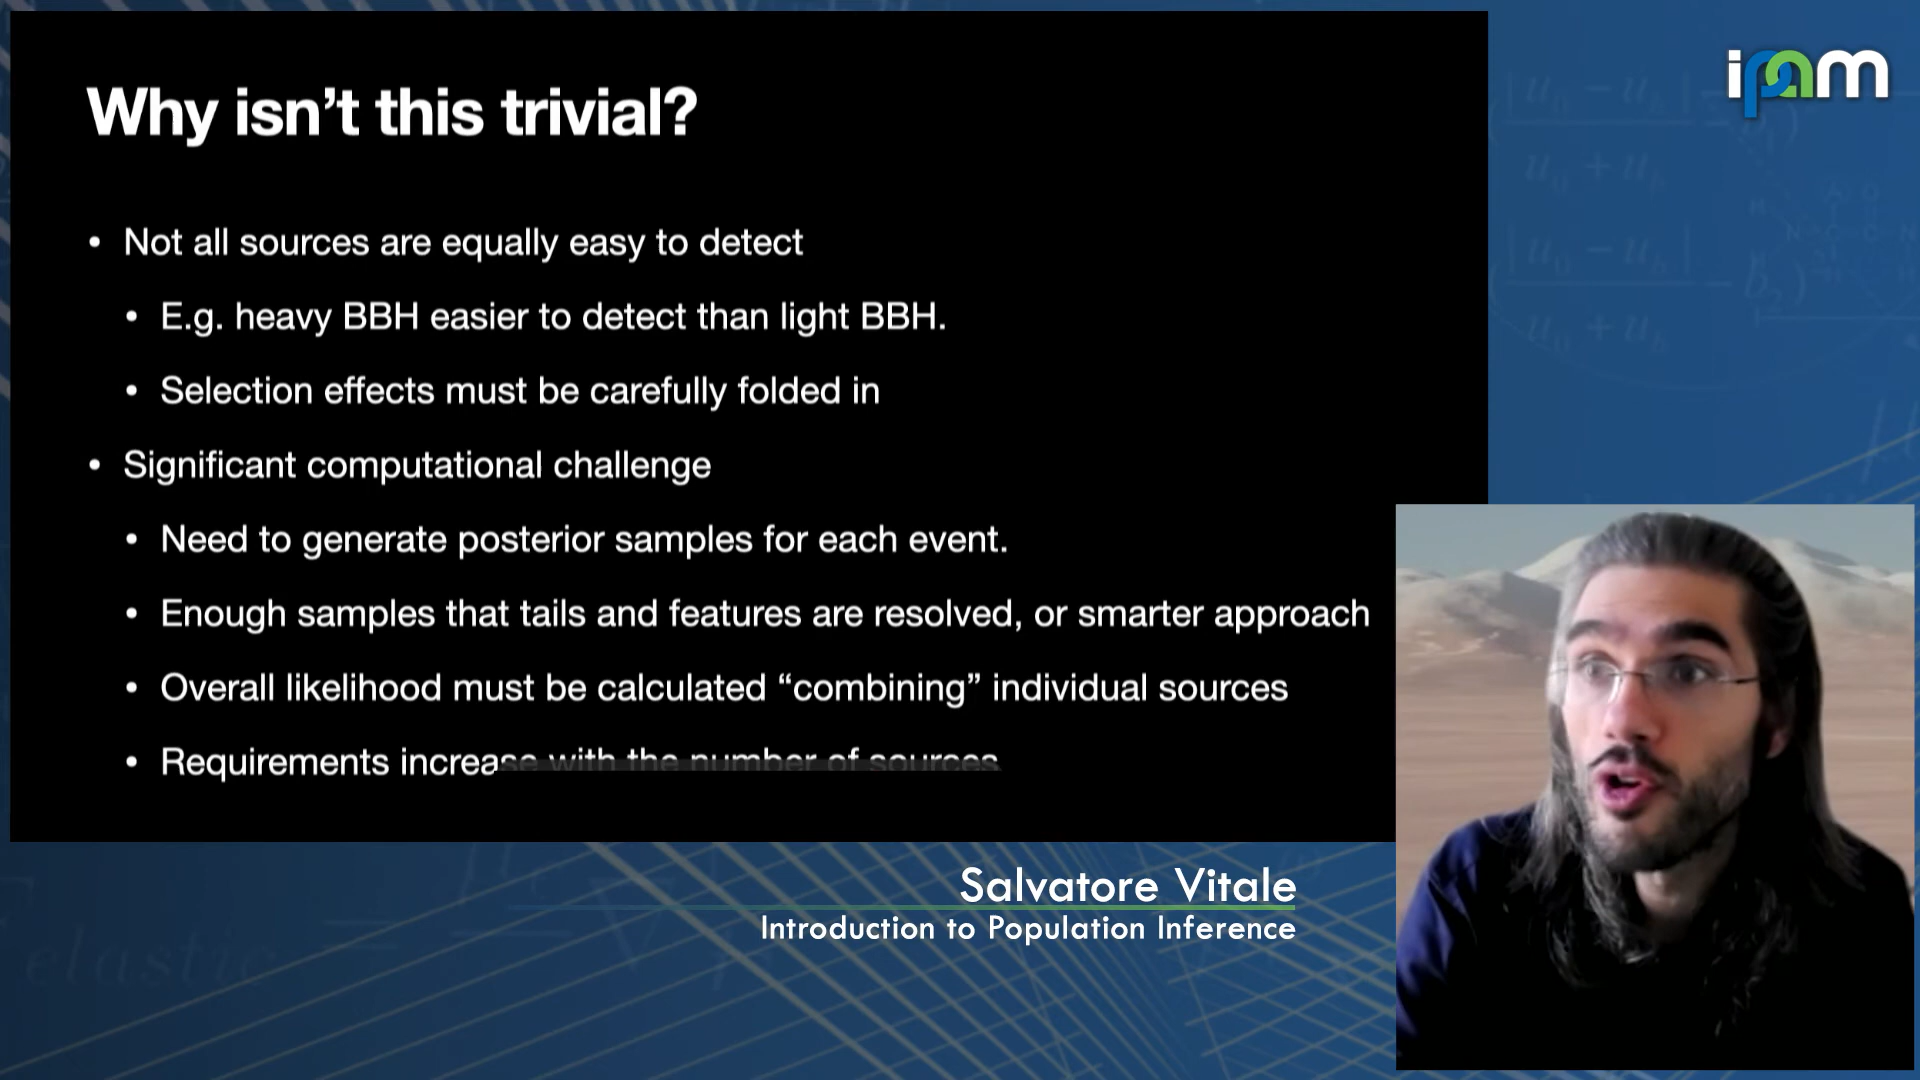 Why isn't this trivial?
• Not all sources are equally easy to detect
• E.g. heavy BBH easier to detect than light BBH.
• Selection effects must be carefully folded in
• Significant computational challenge
• Need to generate posterior samples for each event.
• Enough samples that tails and features are resolved, or smarter approach
• Overall likelihood must be calculated “combining” individual sources
• Requirements increase with the number of sources
ipam
Salvatore Vitale
Introduction to Population Inference
elastic